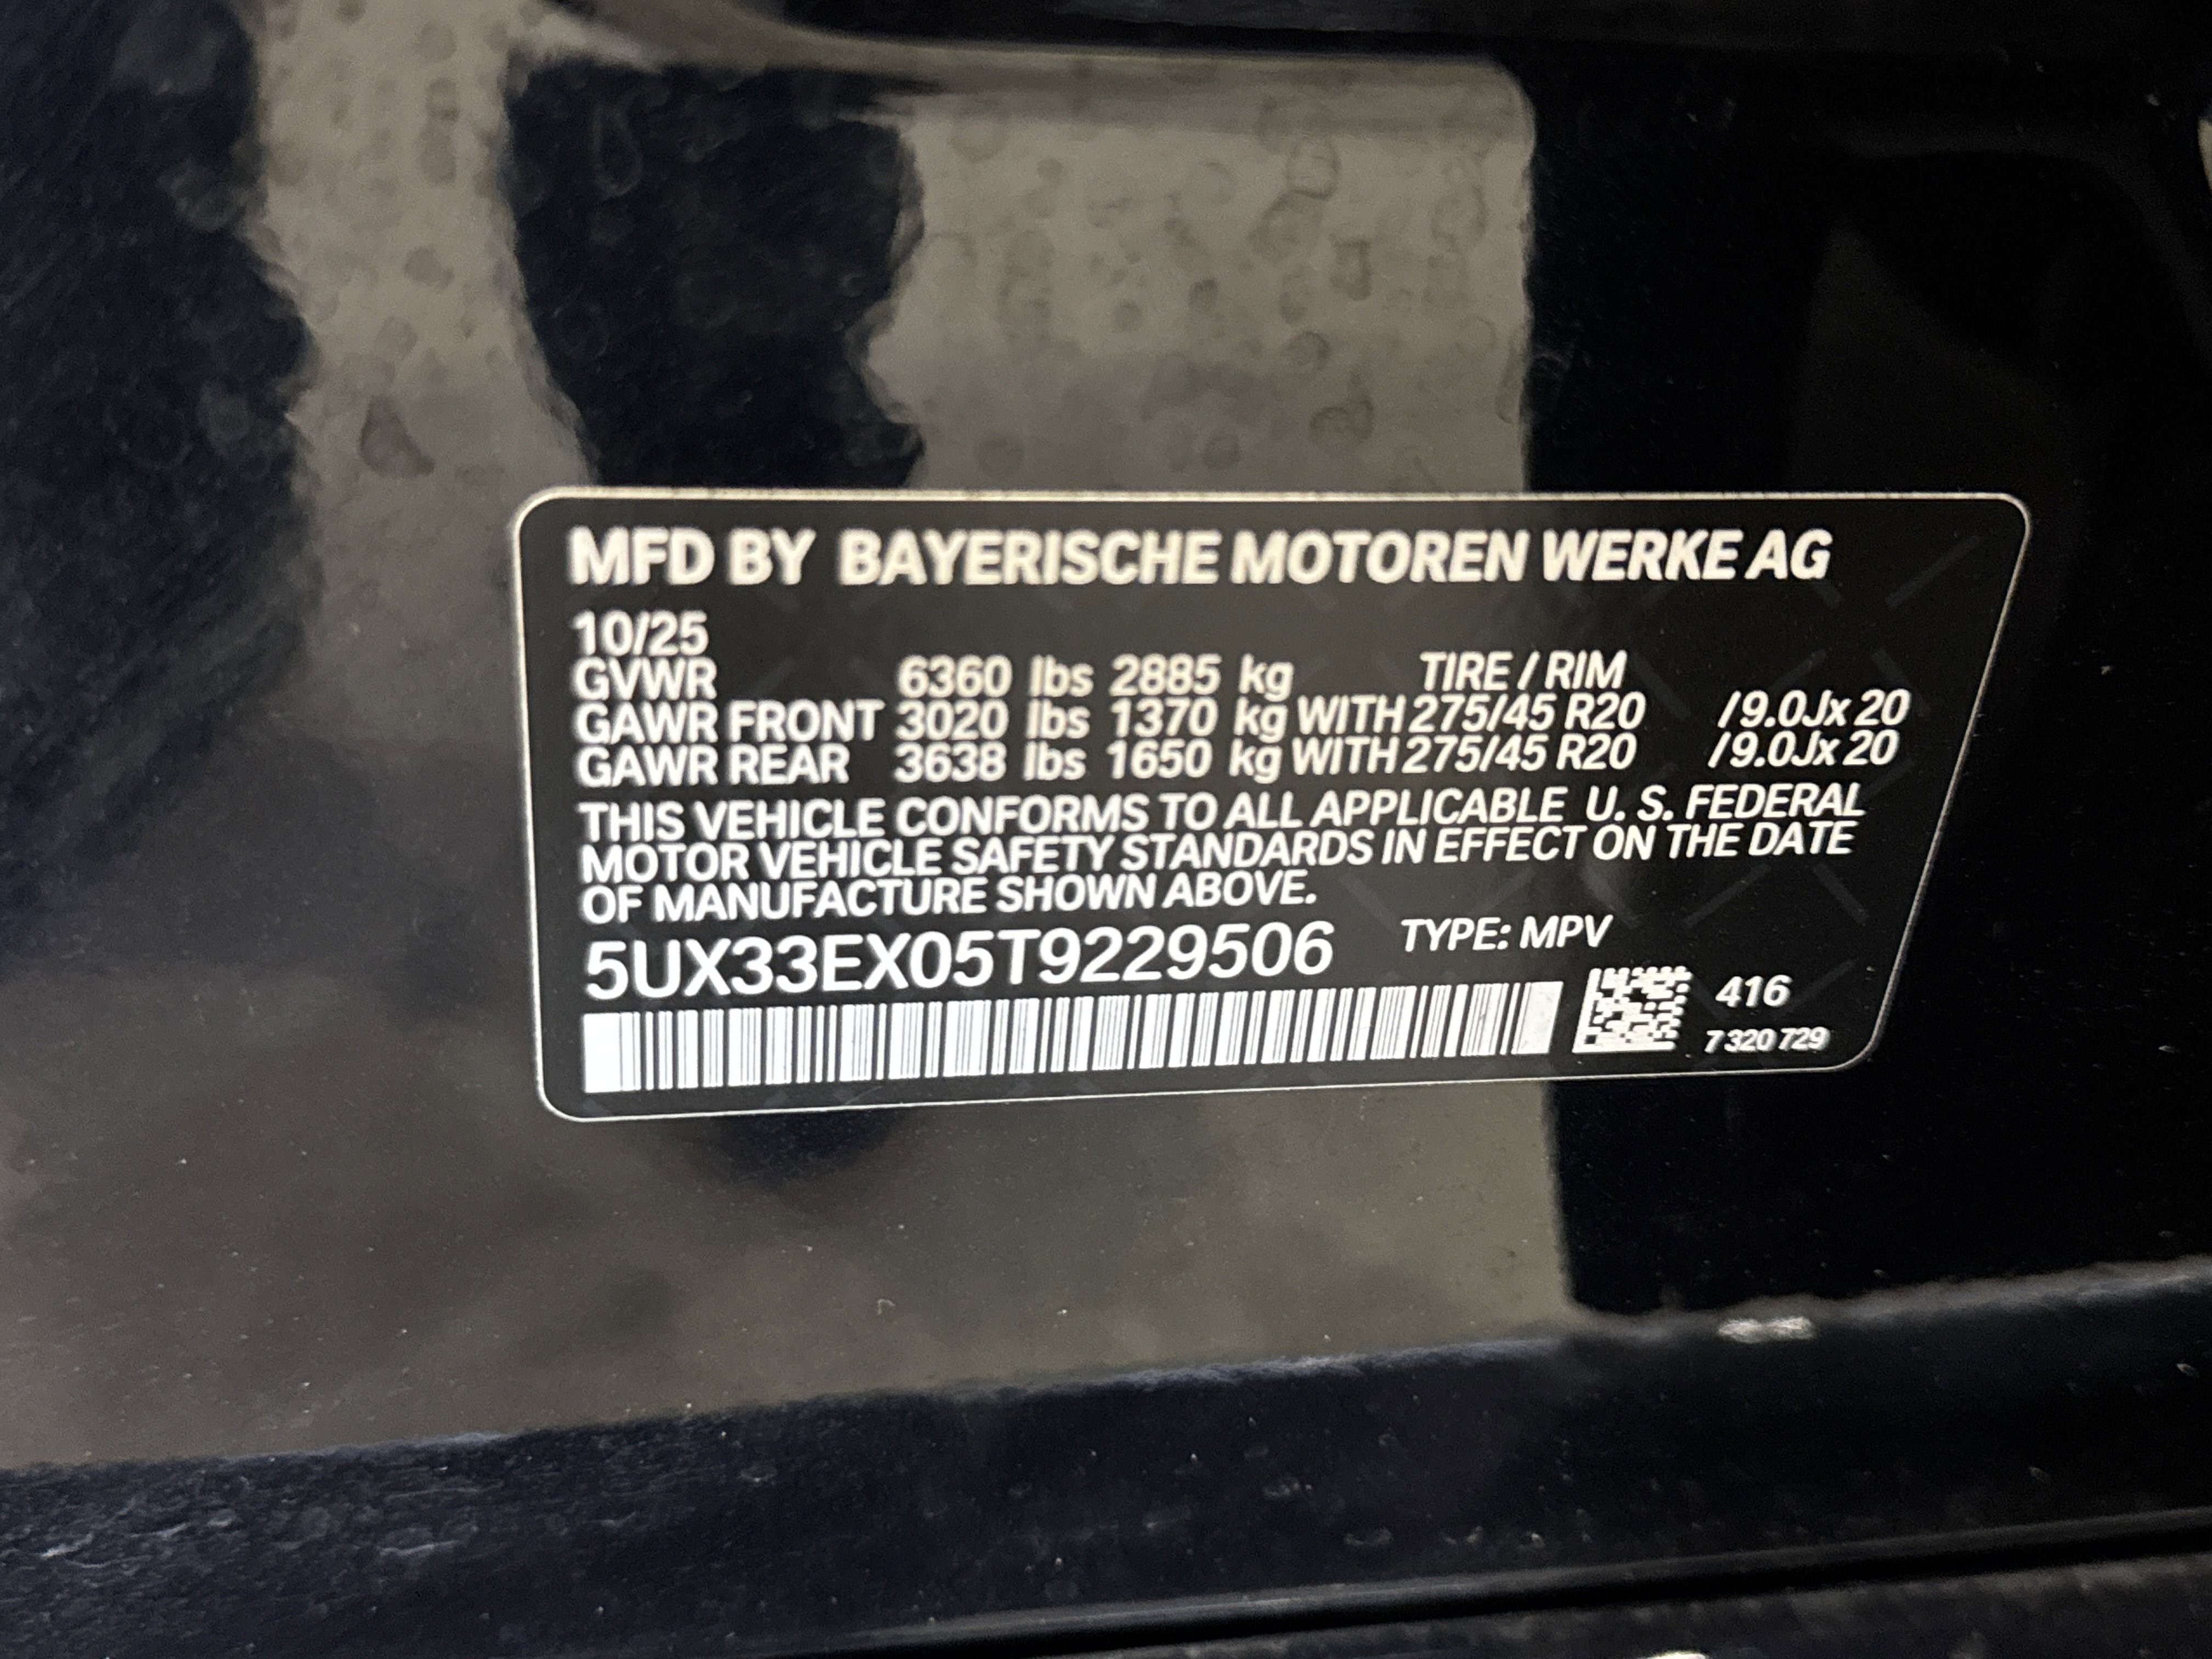 MFD BY BAYERISCHE MOTOREN WERKE AG
10/25
GVWR 6360 lbs 2885 kg TIRE / RIM
GAWR FRONT 3020 lbs 1370 kg WITH 275/45 R20 /9.0Jx 20
GAWR REAR 3638 lbs 1650 kg WITH 275/45 R20 /9.0Jx 20
THIS VEHICLE CONFORMS TO ALL APPLICABLE U. S. FEDERAL
MOTOR VEHICLE SAFETY STANDARDS IN EFFECT ON THE DATE
OF MANUFACTURE SHOWN ABOVE.
5UX33EX05T9229506 TYPE: MPV
416
7 320 729